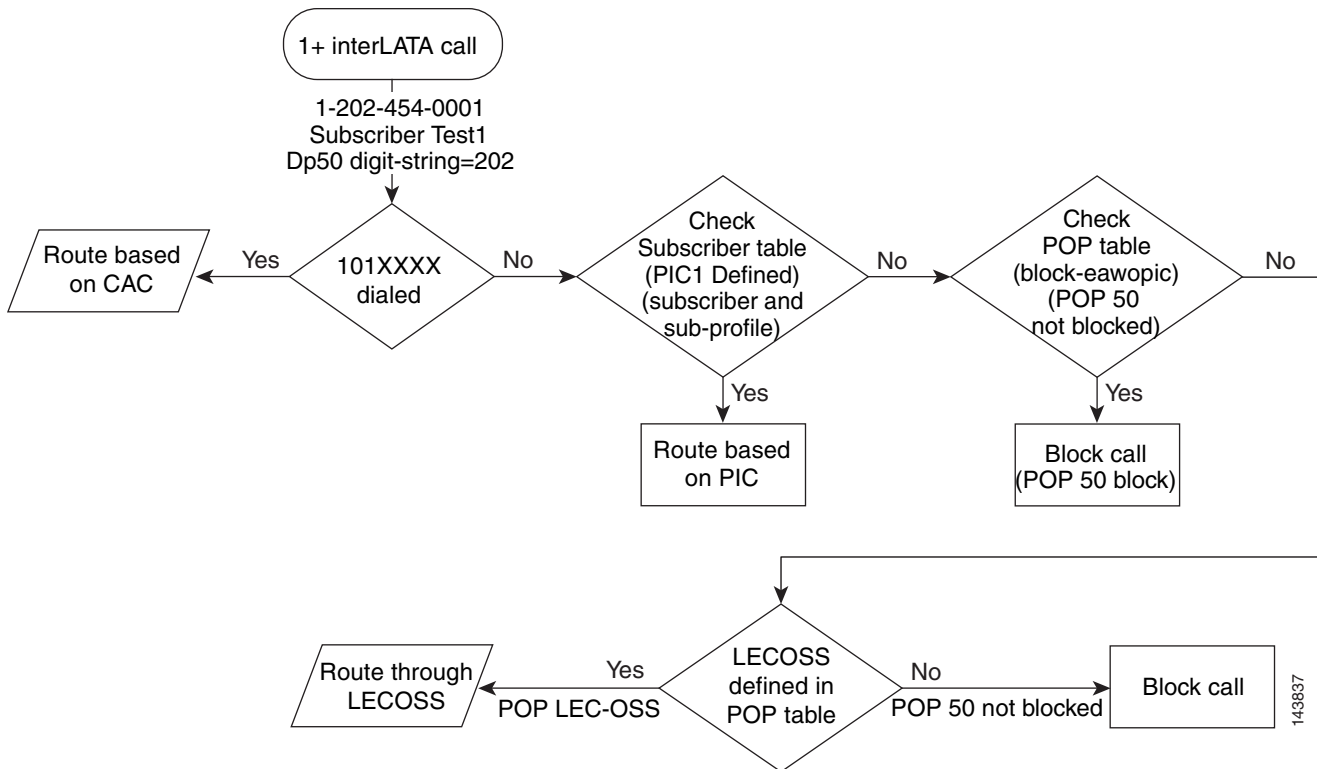 1+ interLATA call
1-202-454-0001
Subscriber Test1
Dp50 digit-string=202
Route based
on CAC
Yes
101XXXX
dialed
No
Check
Subscriber table
(PIC1 Defined)
(subscriber and
sub-profile)
No
Check
POP table
(block-eawopic)
(POP 50
not blocked)
No
Yes
Route based
on PIC
Yes
Block call
(POP 50 block)
Route through
LECOSS
Yes
POP LEC-OSS
LECOSS
defined in
POP table
No
POP 50 not blocked
Block call
143837